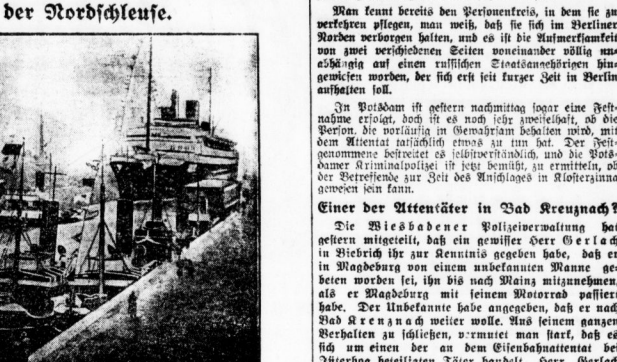 der Nordschleuse.
Man kennt bereits den Personenkreis, in dem sie zu
verkehren pflegen, man weiß, daß sie sich im Berliner
Norden verborgen halten, und es ist die Aufmerksamkeit
von zwei verschiedenen Seiten voneinander völlig un-
abhängig auf einen russischen Staatsangehörigen hin-
gewiesen worden, der sich erst seit kurzer Zeit in Berlin
aufhalten soll.
In Potsdam ist gestern nachmittag sogar eine Fest-
nahme erfolgt, doch ist es noch sehr zweifelhaft, ob die
Person, die vorläufig in Gewahrsam behalten wird, mit
dem Attentat tatsächlich etwas zu tun hat. Der Fest-
genommene bestreitet es selbstverständlich, und die Pots-
damer Kriminalpolizei ist jetzt bemüht, zu ermitteln, ob
der Betreffende zur Zeit des Anschlages in Klosterzinna
gewesen sein kann.
Einer der Attentäter in Bad Kreuznach?
Die Wiesbadener Polizeiverwaltung hat
gestern mitgeteilt, daß ein gewisser Herr Gerlach
in Biebrich ihr zur Kenntnis gegeben habe, daß er
in Magdeburg von einem unbekannten Manne ge-
beten worden sei, ihn bis nach Mainz mitzunehmen,
als er Magdeburg mit seinem Motorrad passiert
habe. Der Unbekannte habe angegeben, daß er nach
Bad Kreuznach weiter wolle. Aus seinem ganzen
Verhalten zu schließen, vermutet man stark, daß es
sich um einen der an dem Eisenbahnattentat bei
Jüterbog beteiligten Täter handelt. Herr Gerlach